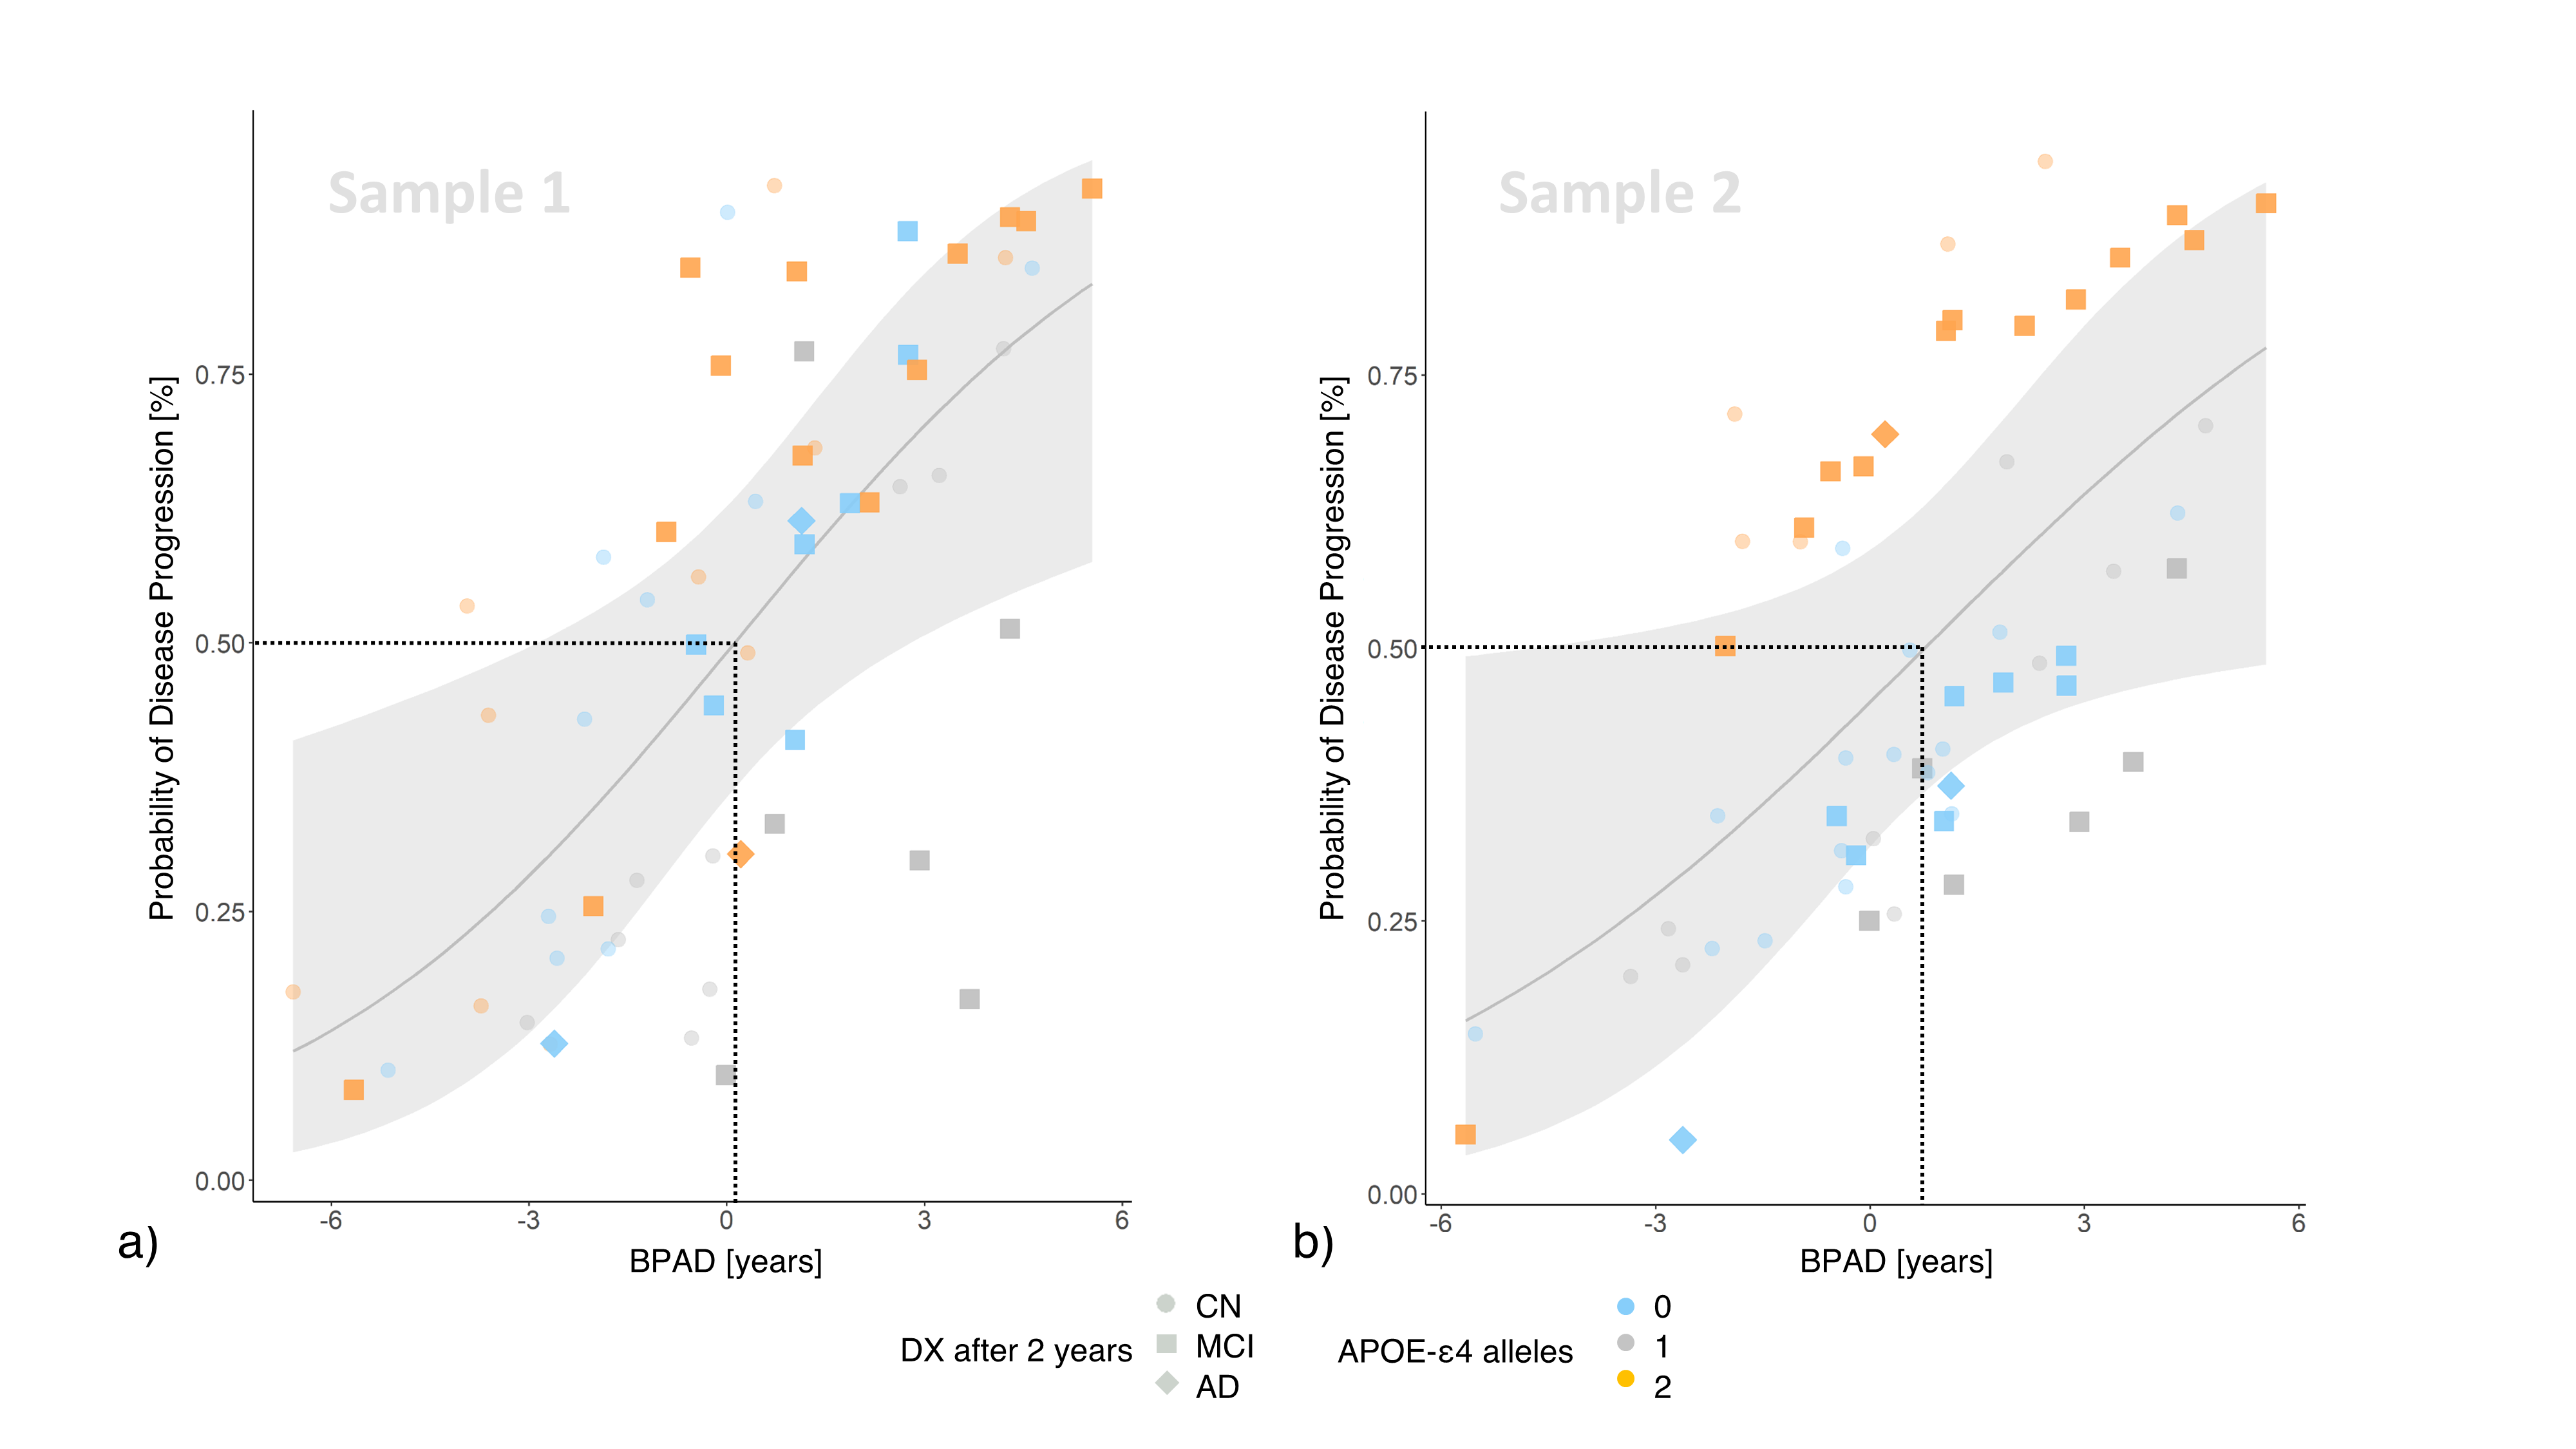 Sample 1
Probability of Disease Progression [%]
0.75
0.50
0.25
0.00
-6 -3 0 3 6
BPAD [years]
a)
Sample 2
Probability of Disease Progression [%]
0.75
0.50
0.25
0.00
-6 -3 0 3 6
BPAD [years]
b)
DX after 2 years
CN
MCI
AD
APOE-ε4 alleles
0
1
2